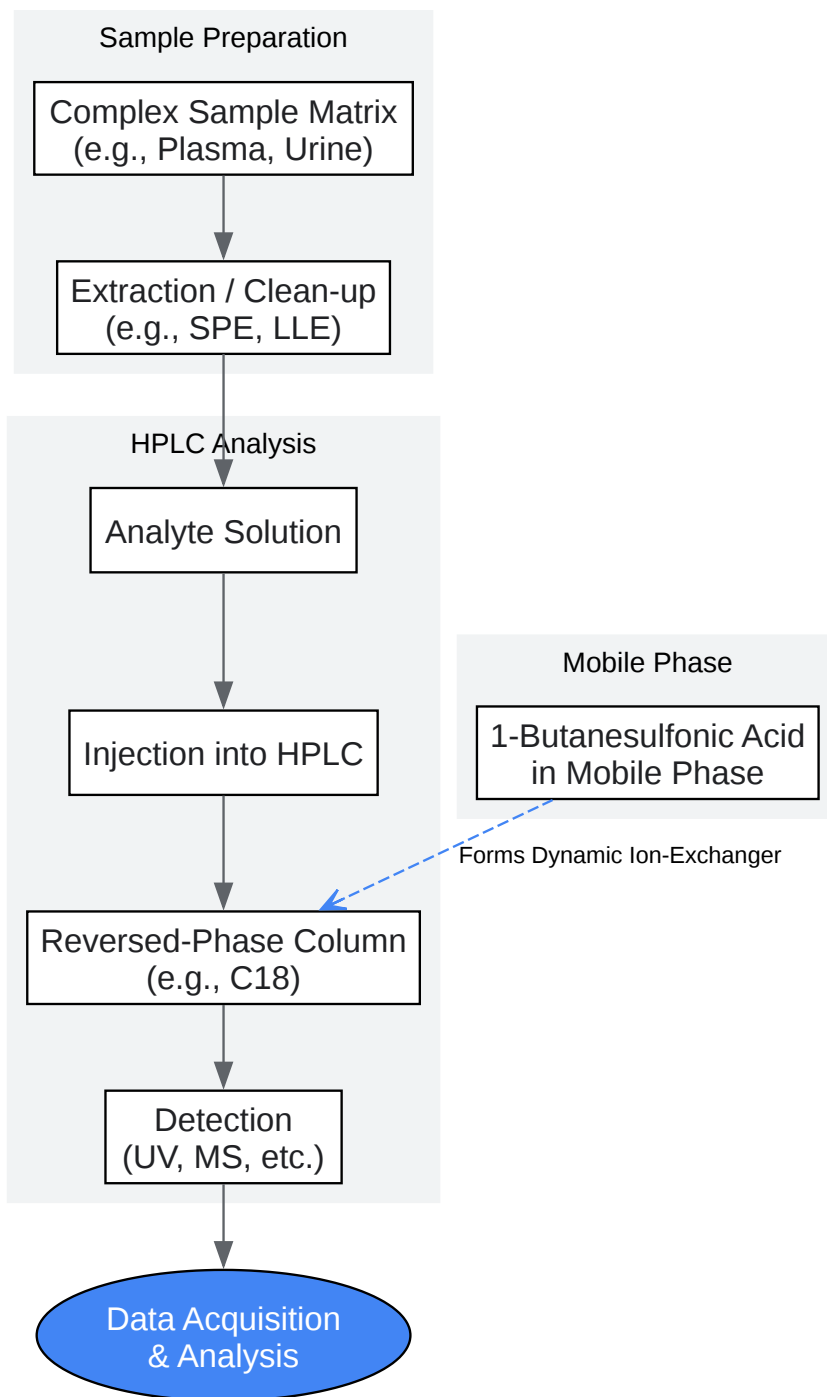 Sample Preparation
Complex Sample Matrix
(e.g., Plasma, Urine)
Extraction / Clean-up
(e.g., SPE, LLE)
HPLC Analysis
Analyte Solution
Injection into HPLC
Mobile Phase
1-Butanesulfonic Acid
in Mobile Phase
Forms Dynamic Ion-Exchanger
Reversed-Phase Column
(e.g., C18)
Detection
(UV, MS, etc.)
Data Acquisition
& Analysis